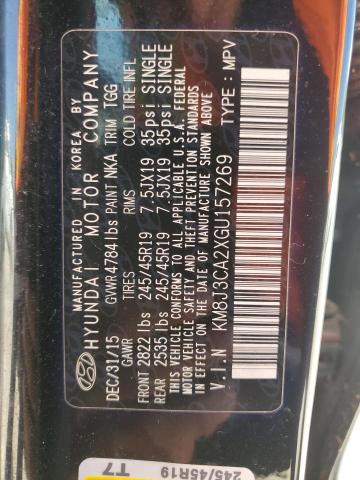 MANUFACTURED IN KOREA BY
HYUNDAI MOTOR COMPANY
DEC/31/15 GVWR 4784 lbs PAINT NKA TRIM TGG
GAWR TIRES RIMS COLD TIRE INFL
FRONT 2822 lbs 245/45R19 7.5JX19 35psi SINGLE
REAR 2535 lbs 245/45R19 7.5JX19 35psi SINGLE
THIS VEHICLE CONFORMS TO ALL APPLICABLE U.S.A. FEDERAL
MOTOR VEHICLE SAFETY AND THEFT PREVENTION
STANDARDS IN EFFECT ON THE DATE OF MANUFACTURE SHOWN ABOVE
V.I.N KM8J3CA2XGU157269 TYPE : MPV
245/45R19
T7